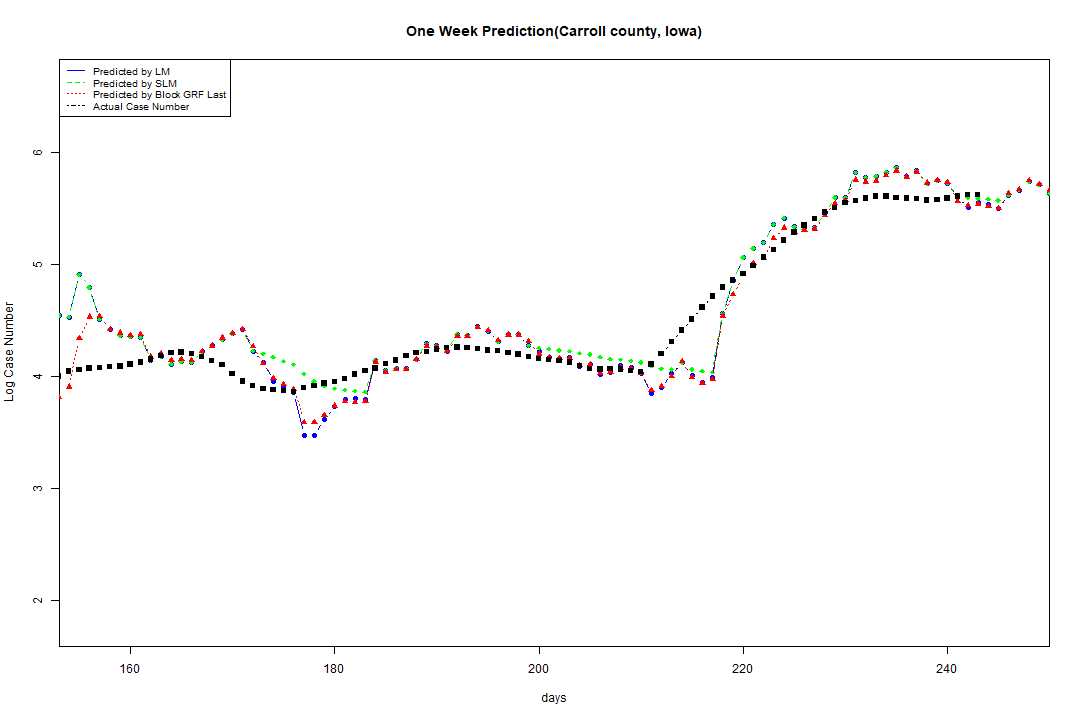 One Week Prediction(Carroll county, Iowa)
Predicted by LM
Predicted by SLM
Predicted by Block GRF Last
Actual Case Number
6
5
4
3
2
Log Case Number
160 180 200 220 240
days